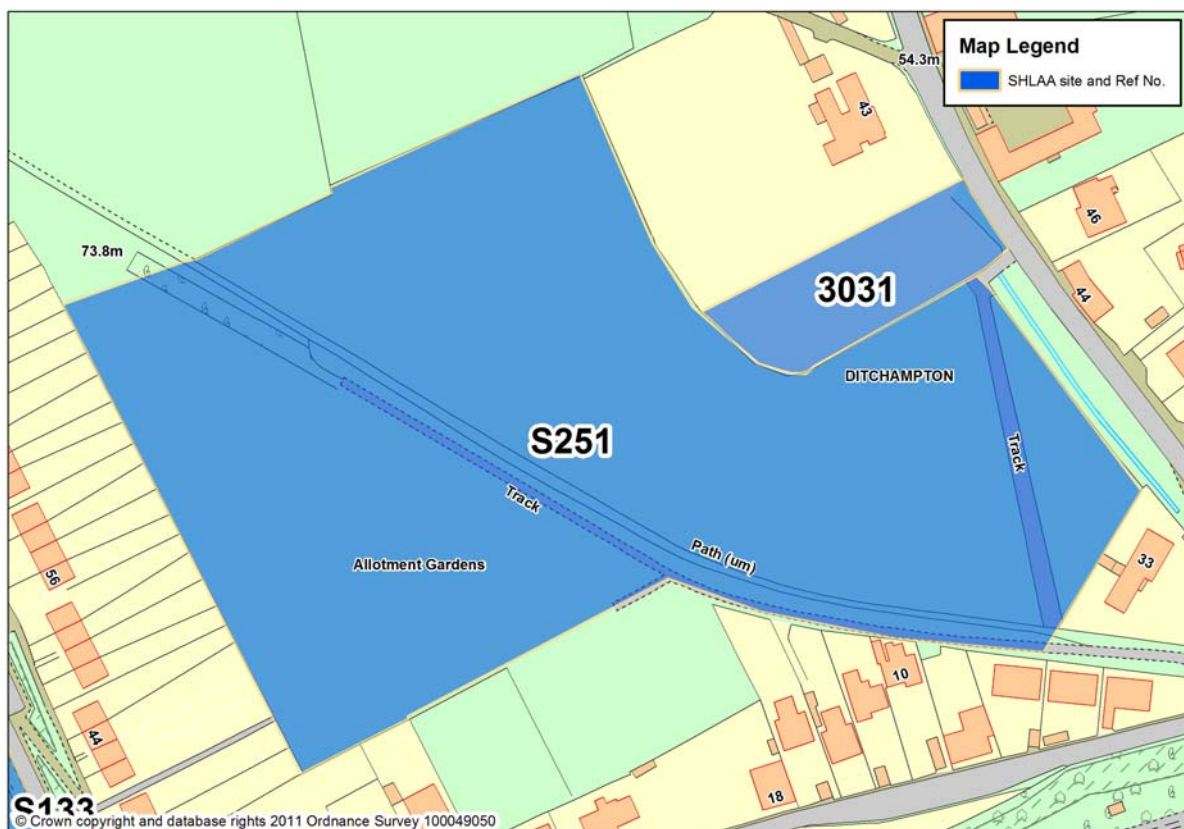 54.3m
Map Legend
SHLAA site and Ref No.
43
46
73.8m
3031
44
DITCHAMPTON
S251
Track
Track
Path (um)
Allotment Gardens
33
56
10
44
18
S133
© Crown copyright and database rights 2011 Ordnance Survey 100049050